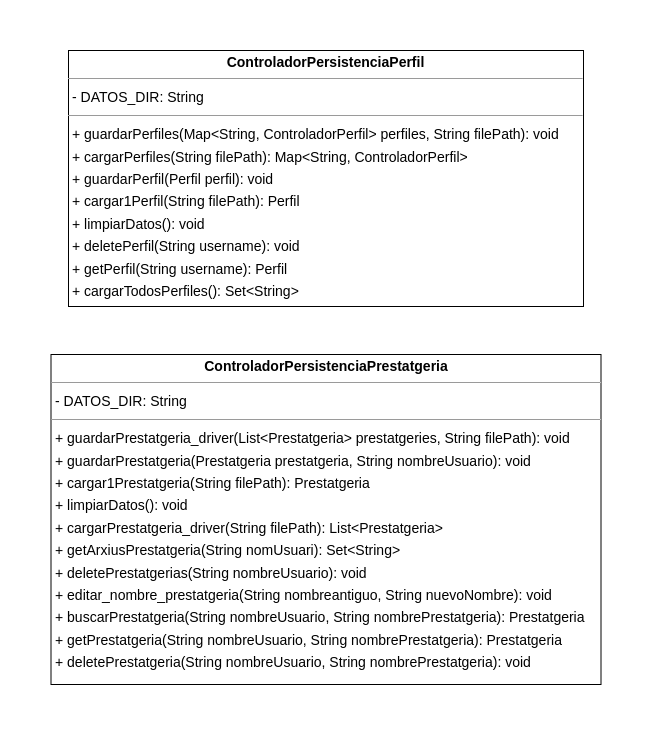 ControladorPersistenciaPerfil
- DATOS_DIR: String
+ guardarPerfiles(Map<String, ControladorPerfil> perfiles, String filePath): void
+ cargarPerfiles(String filePath): Map<String, ControladorPerfil>
+ guardarPerfil(Perfil perfil): void
+ cargar1Perfil(String filePath): Perfil
+ limpiarDatos(): void
+ deletePerfil(String username): void
+ getPerfil(String username): Perfil
+ cargarTodosPerfiles(): Set<String>
ControladorPersistenciaPrestatgeria
- DATOS_DIR: String
+ guardarPrestatgeria_driver(List<Prestatgeria> prestatgeries, String filePath): void
+ guardarPrestatgeria(Prestatgeria prestatgeria, String nombreUsuario): void
+ cargar1Prestatgeria(String filePath): Prestatgeria
+ limpiarDatos(): void
+ cargarPrestatgeria_driver(String filePath): List<Prestatgeria>
+ getArxiusPrestatgeria(String nomUsuari): Set<String>
+ deletePrestatgerias(String nombreUsuario): void
+ editar_nombre_prestatgeria(String nombreantiguo, String nuevoNombre): void
+ buscarPrestatgeria(String nombreUsuario, String nombrePrestatgeria): Prestatgeria
+ getPrestatgeria(String nombreUsuario, String nombrePrestatgeria): Prestatgeria
+ deletePrestatgeria(String nombreUsuario, String nombrePrestatgeria): void